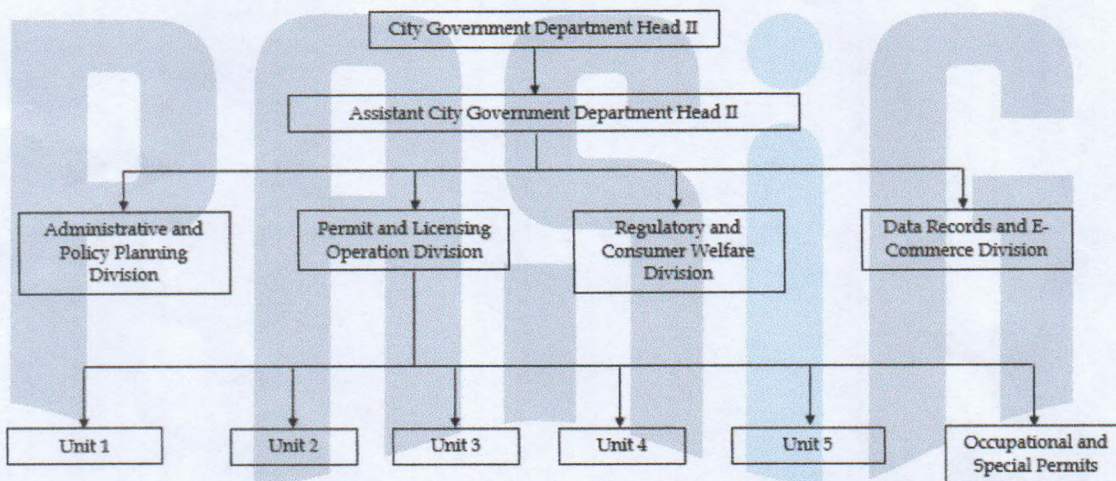 City Government Department Head II
Assistant City Government Department Head II
Administrative and
Policy Planning
Division
Permit and Licensing
Operation Division
Regulatory and
Consumer Welfare
Division
Data Records and E-
Commerce Division
Unit 1
Unit 2
Unit 3
Unit 4
Unit 5
Occupational and
Special Permits
PASiG